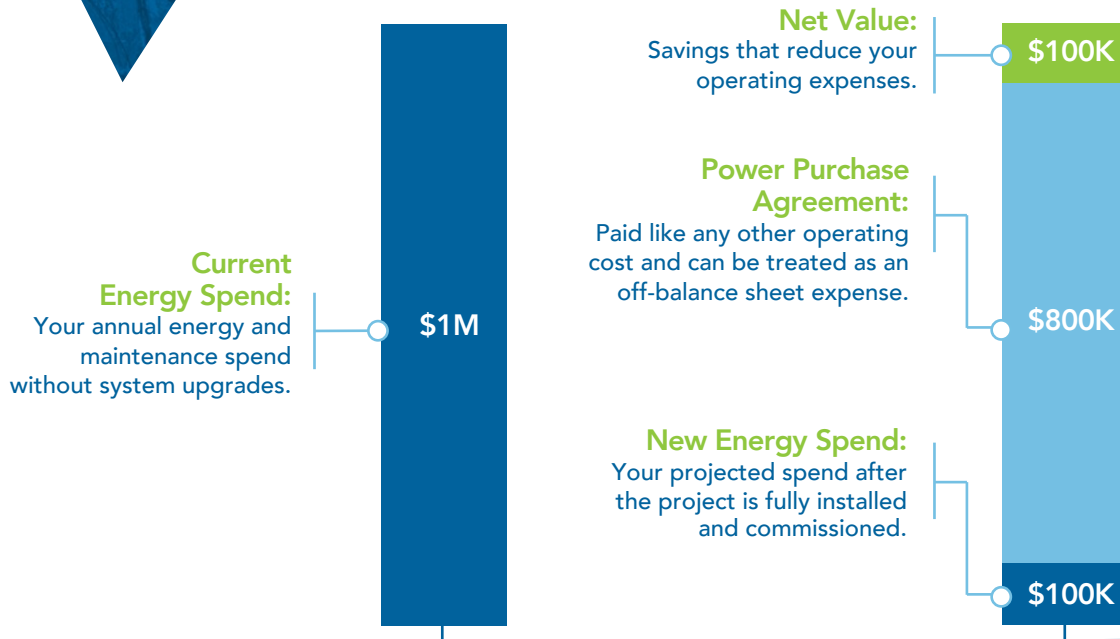 Current
Energy Spend:
Your annual energy and
maintenance spend
without system upgrades.
$1M
Net Value:
Savings that reduce your
operating expenses.
$100K
Power Purchase
Agreement:
Paid like any other operating
cost and can be treated as an
off-balance sheet expense.
$800K
New Energy Spend:
Your projected spend after
the project is fully installed
and commissioned.
$100K